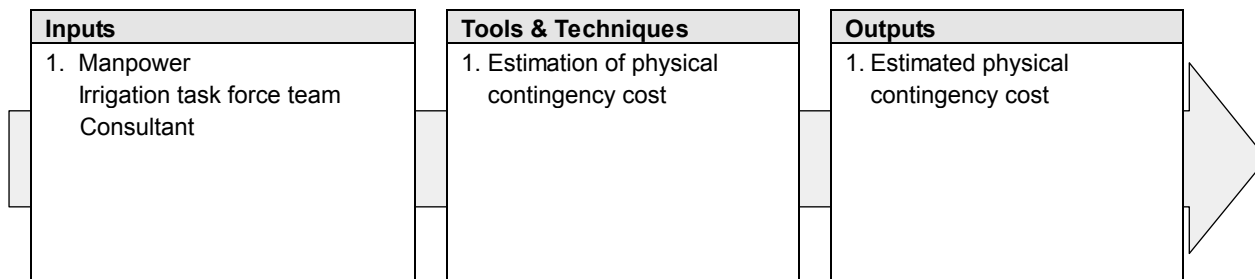 Inputs
1. Manpower
Irrigation task force team
Consultant
Tools & Techniques
1. Estimation of physical
contingency cost
Outputs
1. Estimated physical
contingency cost